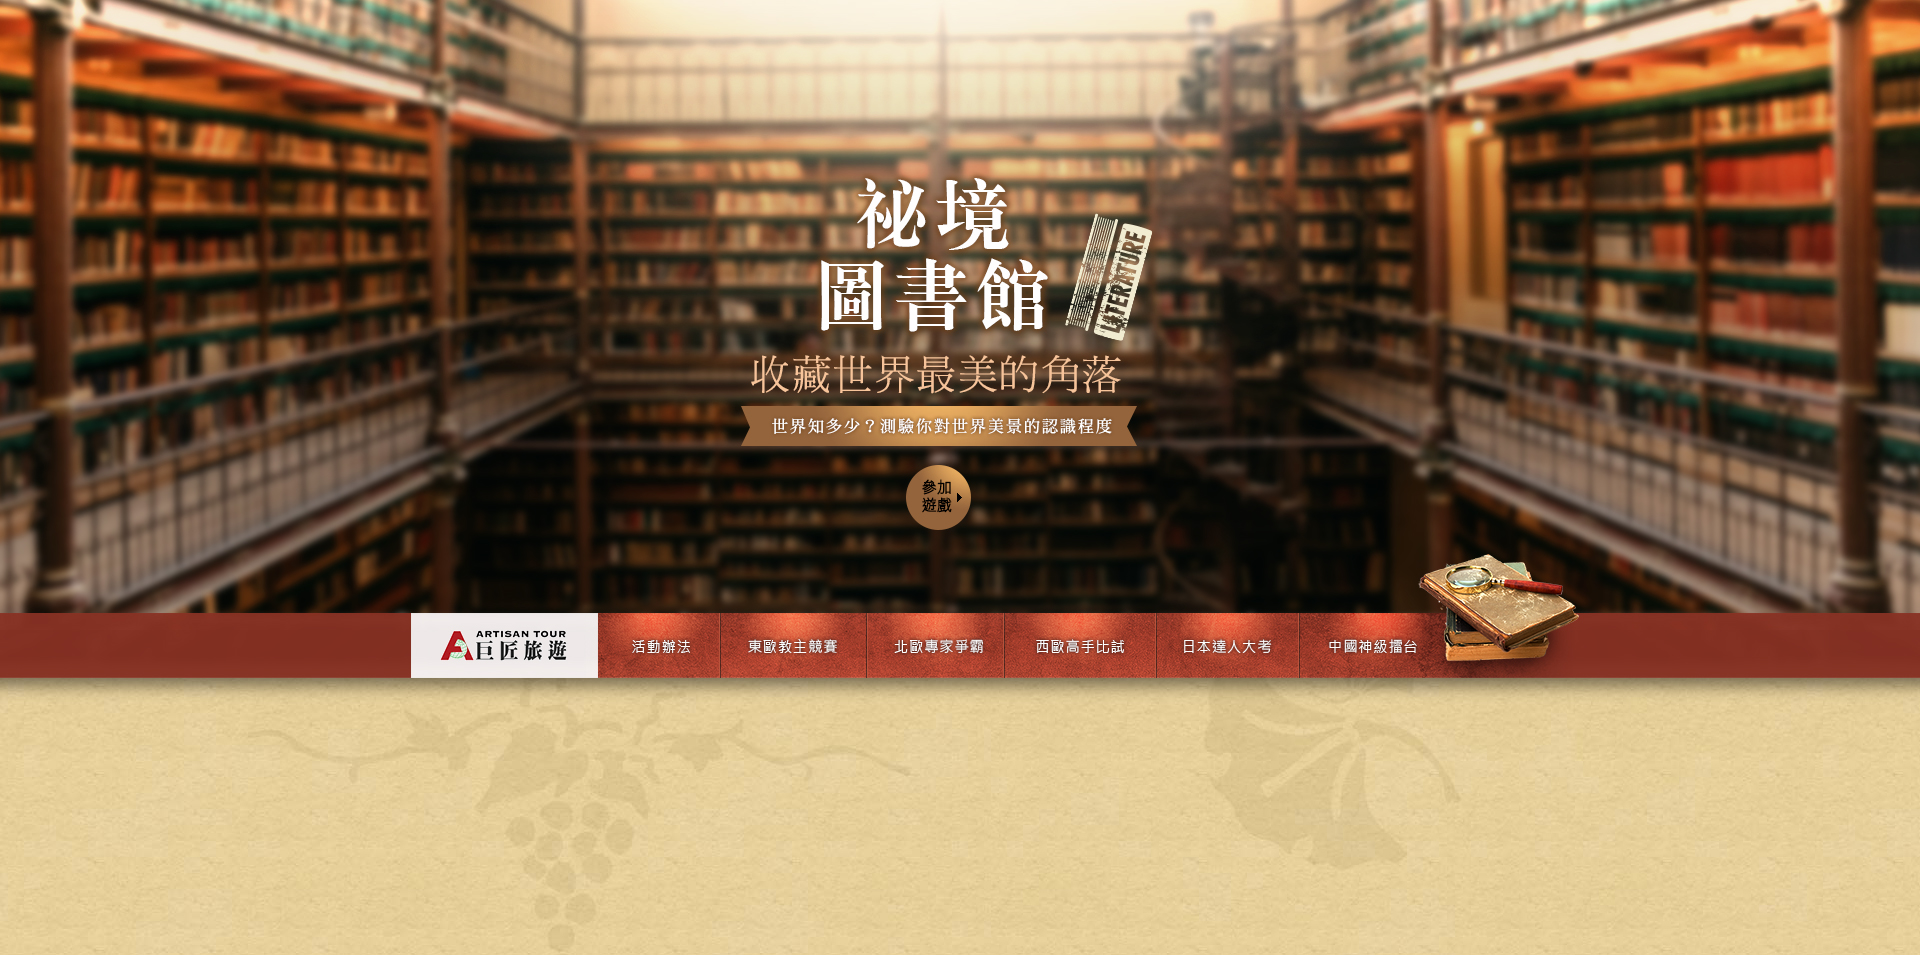 祕境
圖書館
LITERATURE
收藏世界最美的角落
世界知多少？測驗你對世界美景的認識程度
參加
遊戲
ARTISAN TOUR
巨匠旅遊
活動辦法
東歐教主競賽
北歐專家爭霸
西歐高手比試
日本達人大考
中國神級擂台